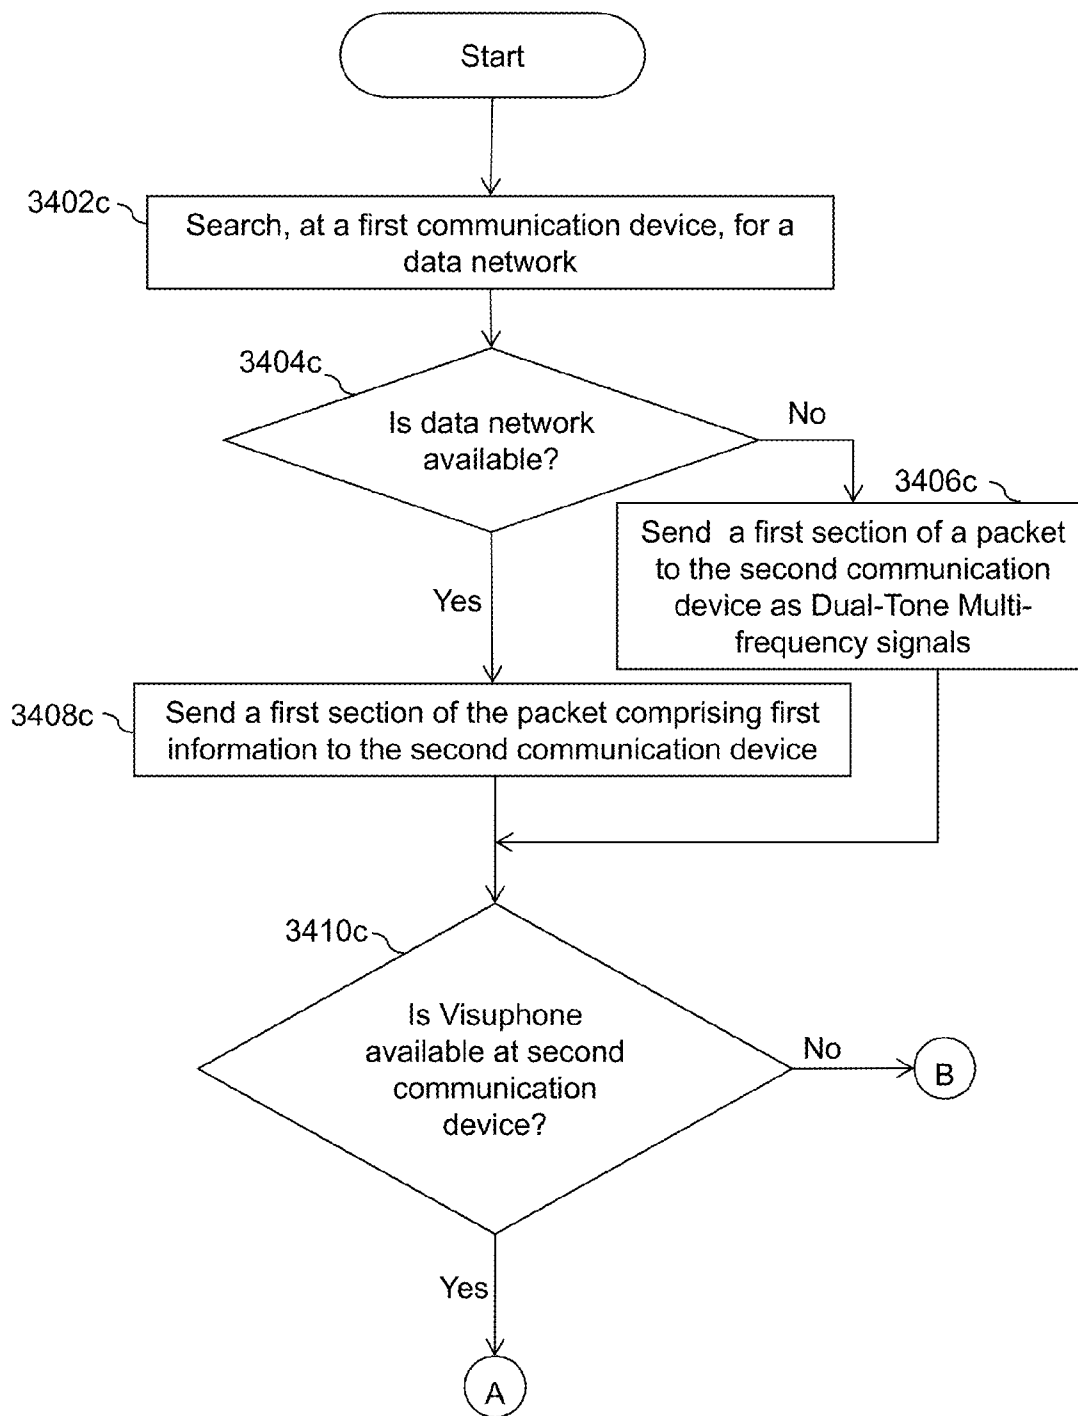 Start
3402c
Search, at a first communication device, for a
data network
3404c
Is data network
available?
No
3406c
Send a first section of a packet
to the second communication
device as Dual-Tone Multi-
frequency signals
Yes
3408c
Send a first section of the packet comprising first
information to the second communication device
3410c
Is Visuphone
available at second
communication
device?
No
B
Yes
A